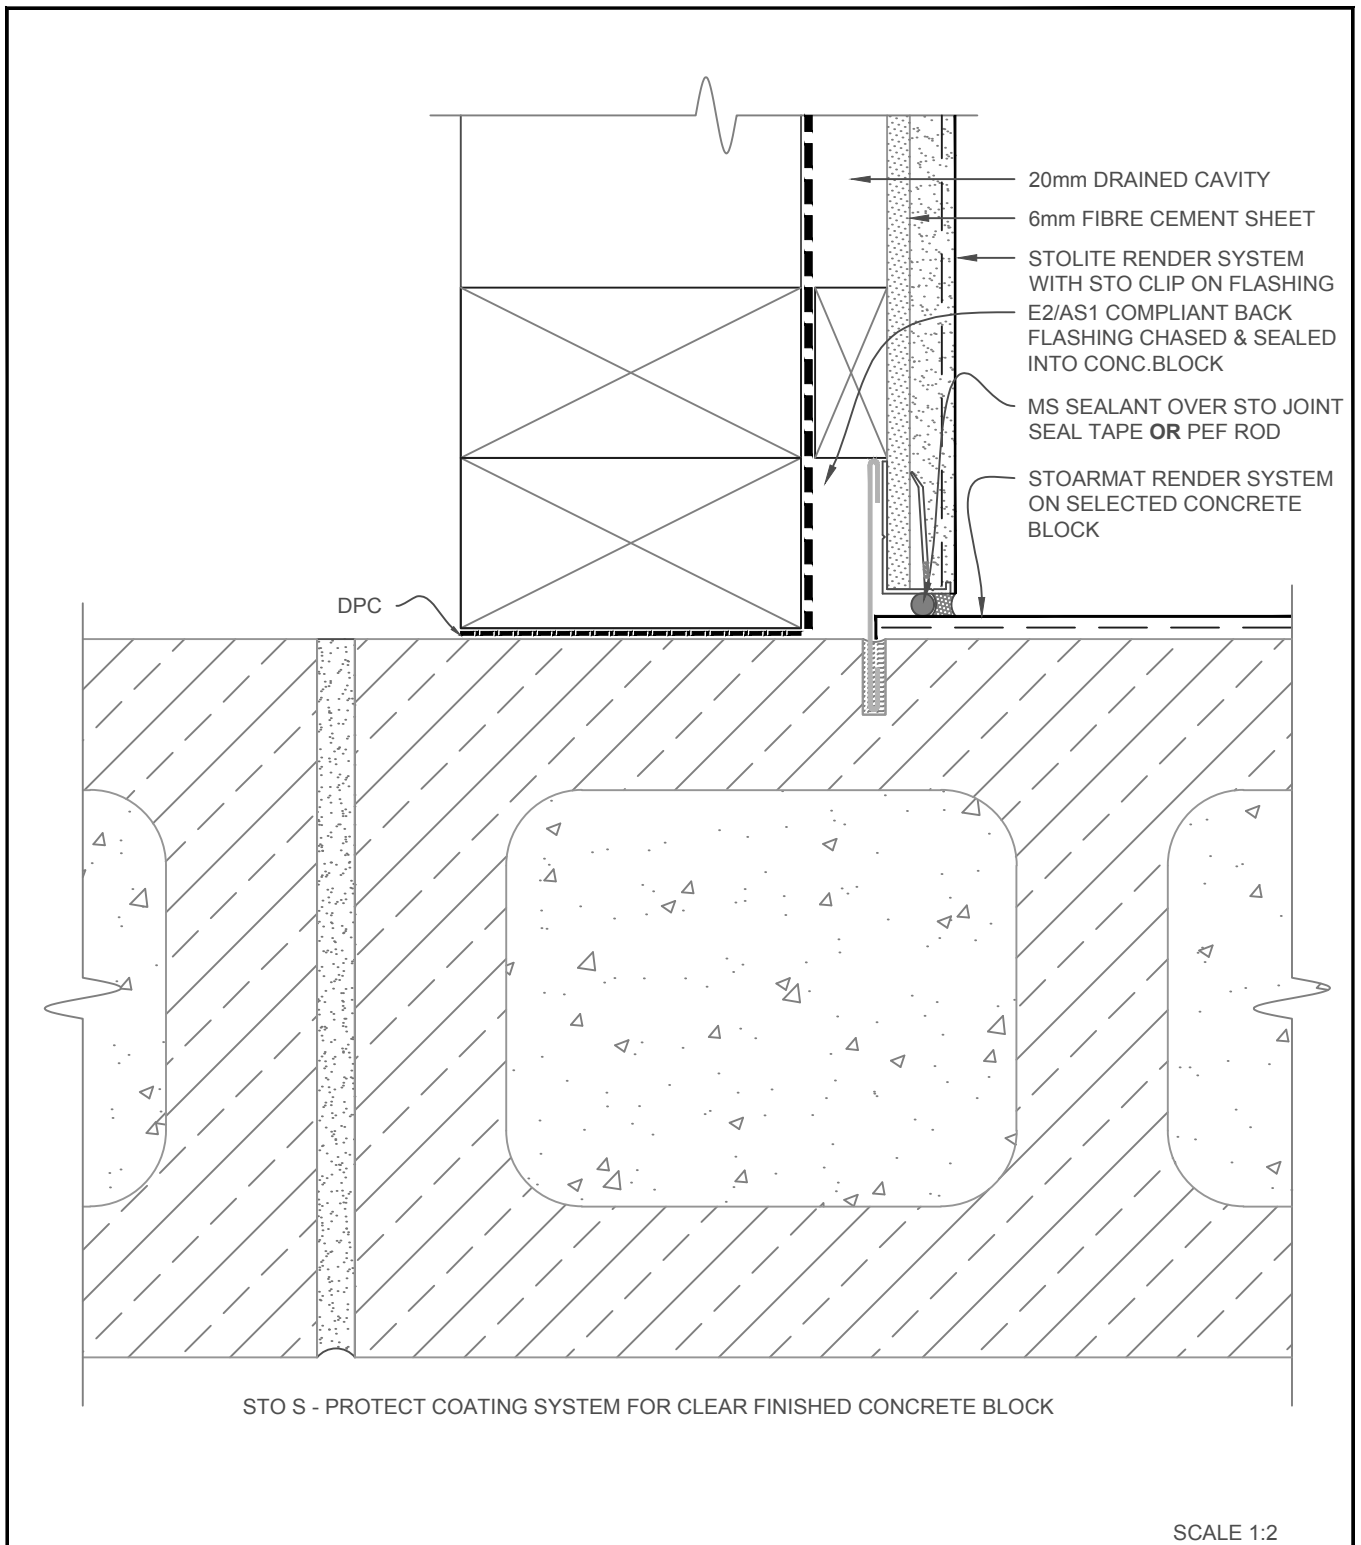 20mm DRAINED CAVITY
6mm FIBRE CEMENT SHEET
STOLITE RENDER SYSTEM
WITH STO CLIP ON FLASHING
E2/AS1 COMPLIANT BACK
FLASHING CHASED & SEALED
INTO CONC.BLOCK
MS SEALANT OVER STO JOINT
SEAL TAPE OR PEF ROD
STOARMAT RENDER SYSTEM
ON SELECTED CONCRETE
BLOCK
DPC
STO S - PROTECT COATING SYSTEM FOR CLEAR FINISHED CONCRETE BLOCK
SCALE 1:2